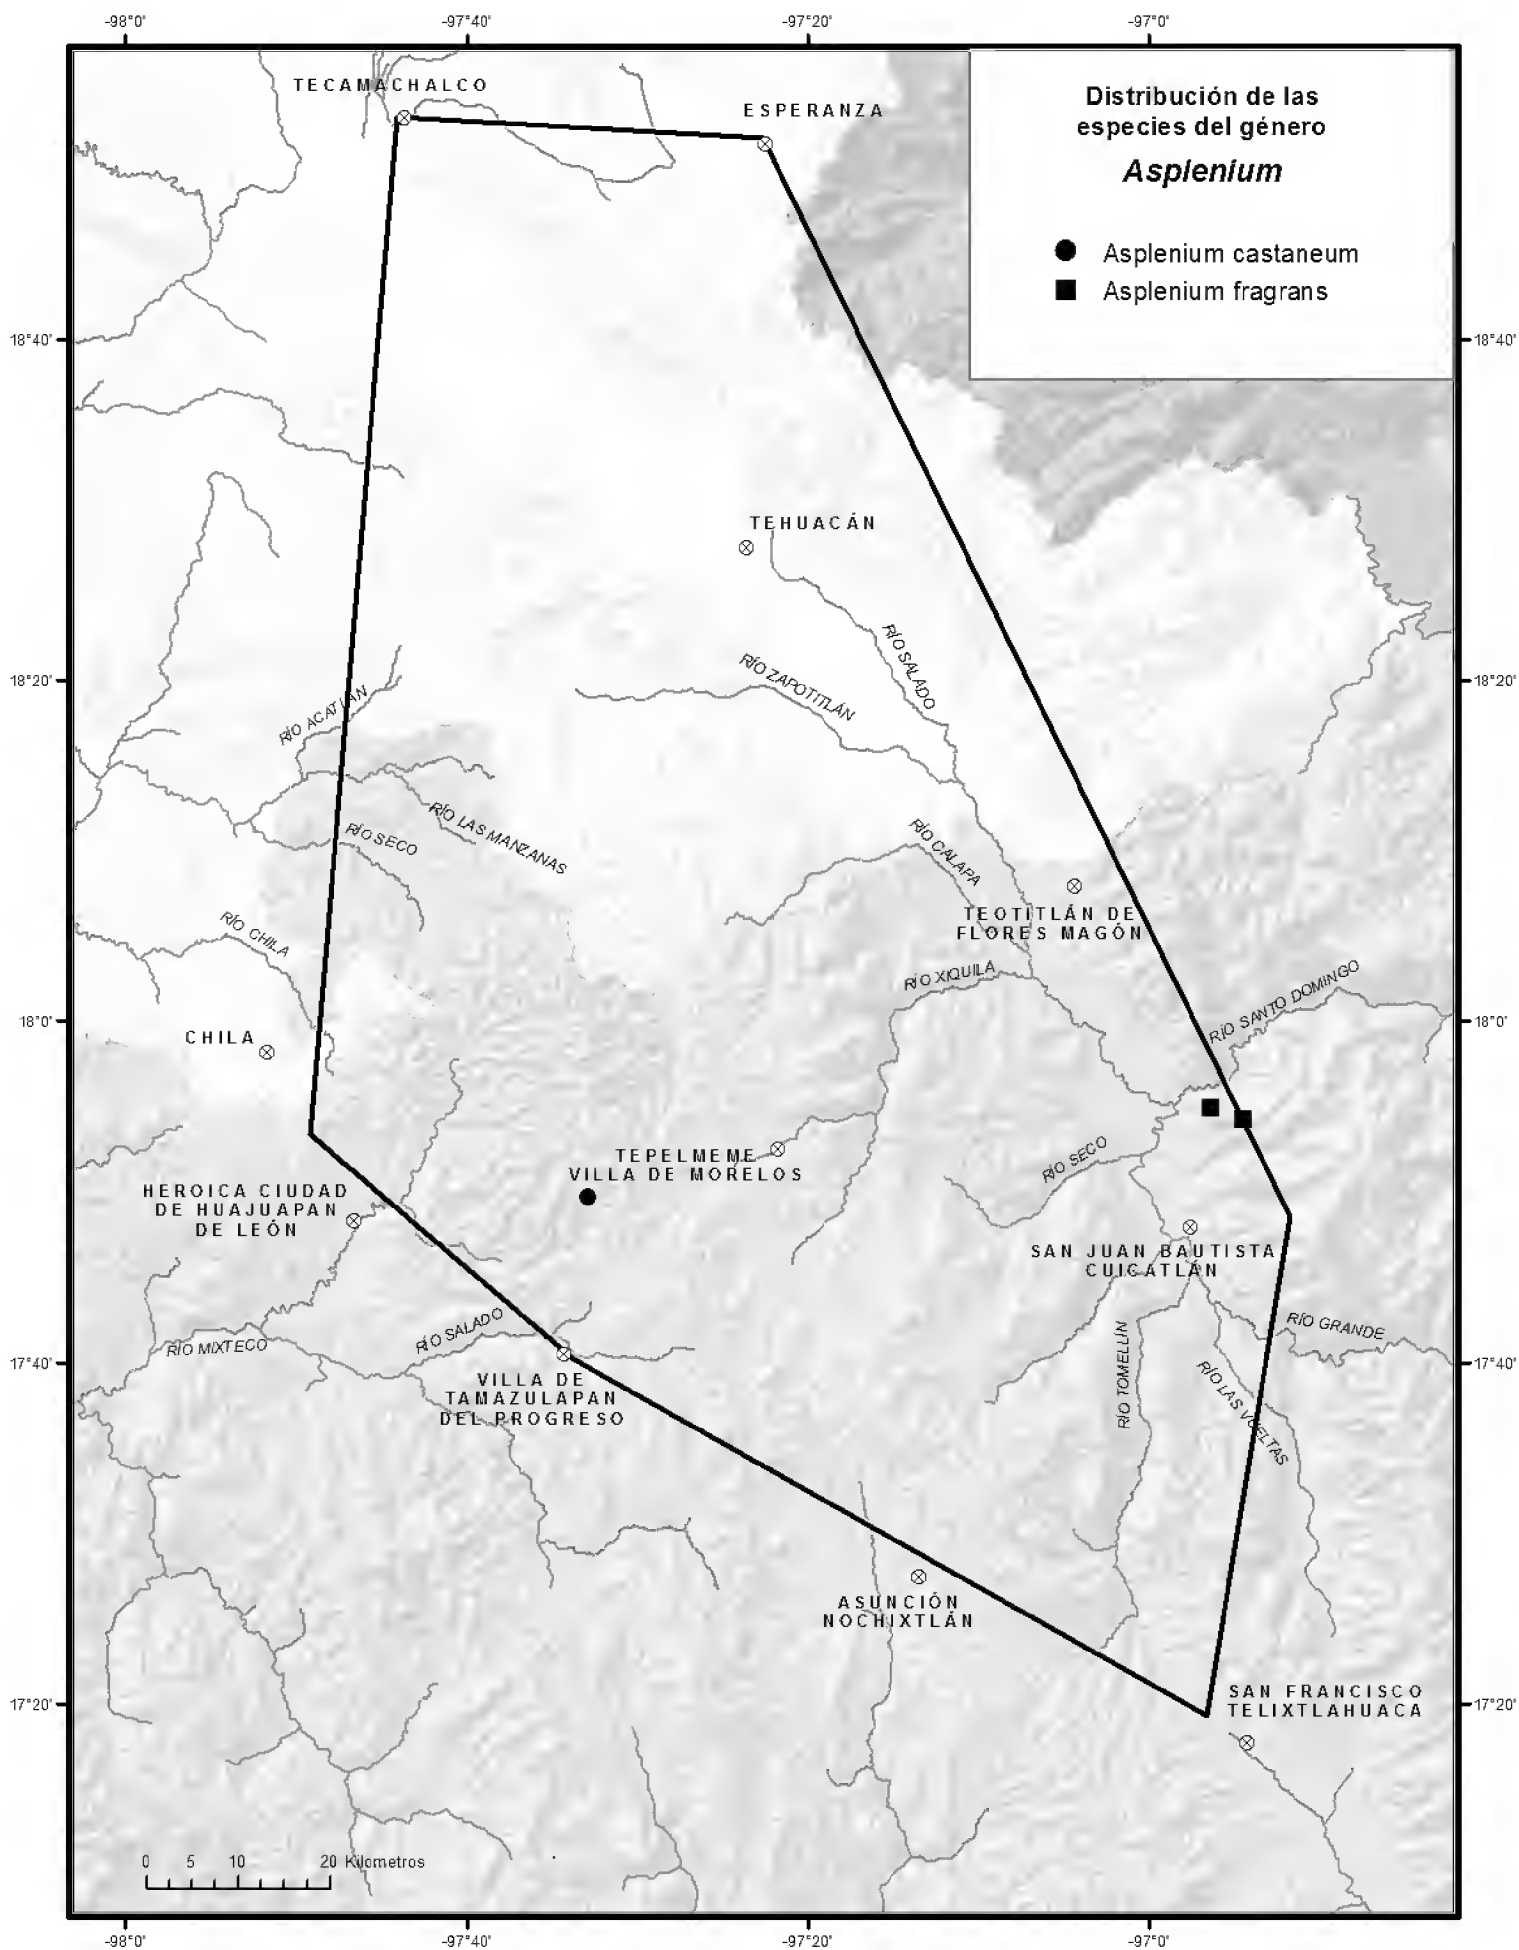 -98°0'
-97°40'
-97°20'
-97°0'
TECAMACHALCO
ESPERANZA
Distribución de las
especies del género
Asplenium
Asplenium castaneum
Asplenium fragrans
18°40'
18°40'
TEHUACÁN
RÍO SALADO
RÍO ZAPOTITLÁN
18°20'
18°20'
RÍO ACATLÁN
RÍO LAS MANZANAS
RÍO SECO
RÍO CALAPA
TEOTITLÁN DE
FLORES MAGÓN
RÍO CHILA
RÍO XIQUILA
RÍO SANTO DOMINGO
18°0'
18°0'
CHILA
TEPELMEME
VILLA DE MORELOS
RÍO SECO
HEROICA CIUDAD
DE HUAJUAPAN
DE LEÓN
SAN JUAN BAUTISTA
CUICATLÁN
RÍO GRANDE
RÍO SALADO
RÍO MIXTECO
17°40'
17°40'
VILLA DE
TAMAZULAPAN
DEL PROGRESO
RÍO TOMELLÍN
RÍO LAS VUELTAS
ASUNCIÓN
NOCHIXTLÁN
SAN FRANCISCO
TELIXTLAHUACA
17°20'
17°20'
0 5 10 20 Kilometros
-98°0'
-97°40'
-97°20'
-97°0'